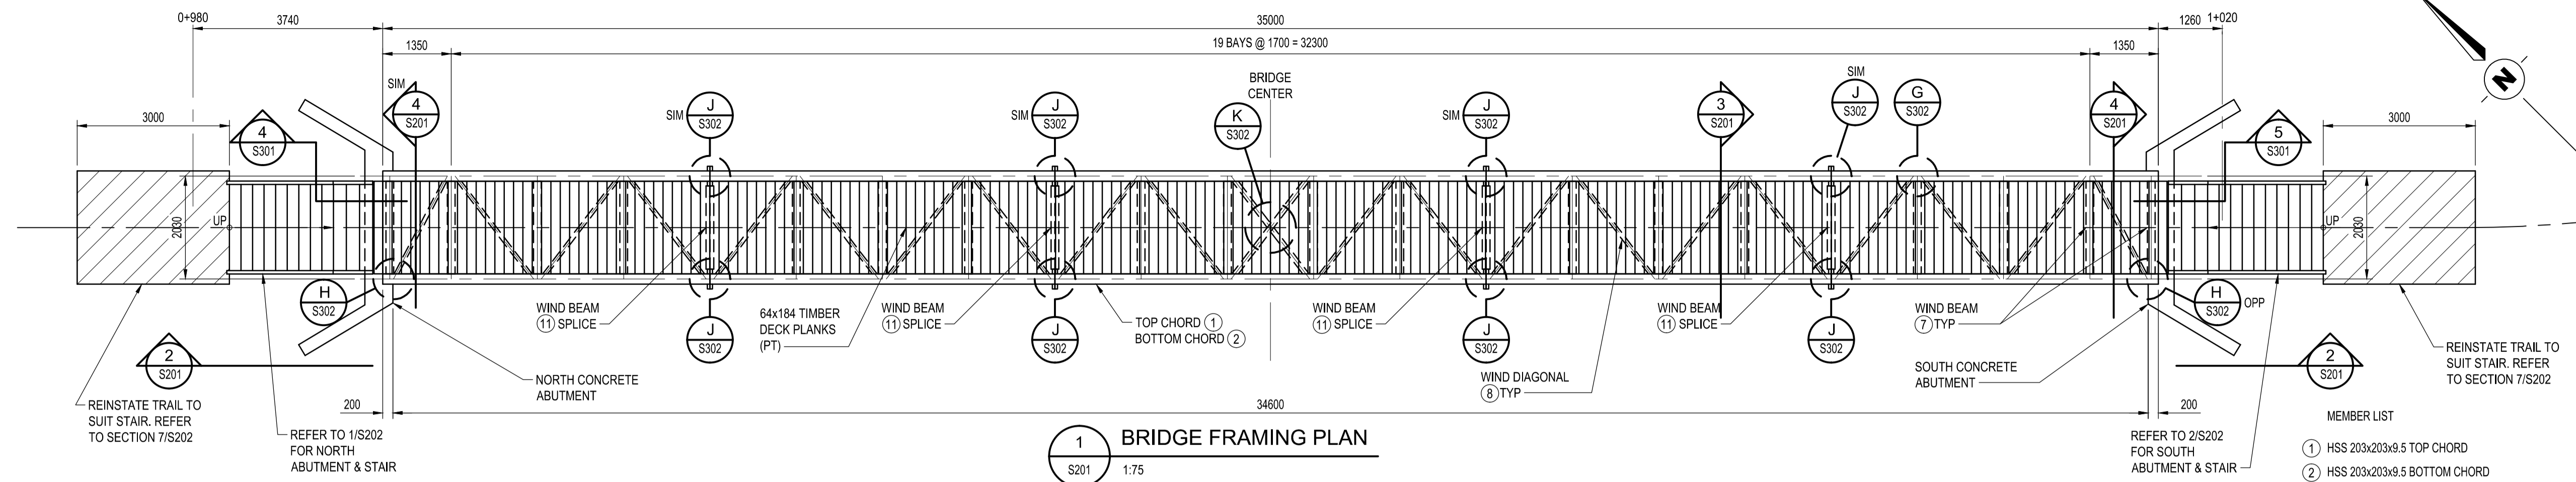 0+980
3740
35000
1260
1+020
1350
19 BAYS @ 1700 = 32300
1350
3000
3000
N
SIM
4
S201
4
S301
SIM
J
S302
SIM
J
S302
BRIDGE
CENTER
K
S302
SIM
J
S302
3
S201
SIM
J
S302
G
S302
4
S201
5
S301
UP
2030
UP
2030
H
S302
WIND BEAM
11 SPLICE
J
S302
64x184 TIMBER
DECK PLANKS
(PT)
WIND BEAM
11 SPLICE
J
S302
TOP CHORD 1
BOTTOM CHORD 2
WIND BEAM
11 SPLICE
J
S302
WIND BEAM
11 SPLICE
J
S302
WIND BEAM
7 TYP
H
S302
OPP
2
S201
NORTH CONCRETE
ABUTMENT
WIND DIAGONAL
8 TYP
SOUTH CONCRETE
ABUTMENT
2
S201
REINSTATE TRAIL TO
SUIT STAIR. REFER
TO SECTION 7/S202
REINSTATE TRAIL TO
SUIT STAIR. REFER
TO SECTION 7/S202
200
34600
200
REFER TO 1/S202
FOR NORTH
ABUTMENT & STAIR
1
S201
BRIDGE FRAMING PLAN
1:75
REFER TO 2/S202
FOR SOUTH
ABUTMENT & STAIR
MEMBER LIST
1 HSS 203x203x9.5 TOP CHORD
2 HSS 203x203x9.5 BOTTOM CHORD